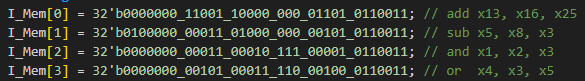 I_Mem[0] = 32'b0000000_11001_10000_000_01101_0110011; // add x13, x16, x25
I_Mem[1] = 32'b0100000_00011_01000_000_00101_0110011; // sub x5, x8, x3
I_Mem[2] = 32'b0000000_00011_00010_111_00001_0110011; // and x1, x2, x3
I_Mem[3] = 32'b0000000_00101_00011_110_00100_0110011; // or  x4, x3, x5